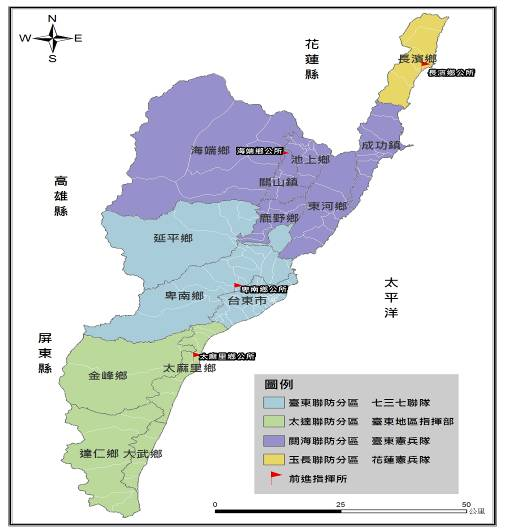 N
W E
S
花蓮縣
長濱鄉
長濱鄉公所
成功鎮
海端鄉
海端鄉公所
池上鄉
關山鎮
高雄縣
東河鄉
鹿野鄉
延平鄉
太平洋
卑南鄉公所
卑南鄉
台東市
屏東縣
太麻里鄉公所
太麻里鄉
金峰鄉
達仁鄉
大武鄉
圖例
臺東聯防分區 七三七聯隊
太達聯防分區 臺東地區指揮部
關海聯防分區 臺東憲兵隊
玉長聯防分區 花蓮憲兵隊
前進指揮所
0 25 50
公里